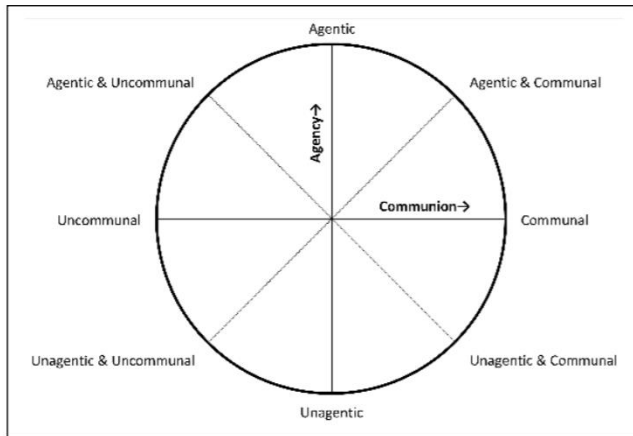 Agentic
Agentic & Uncommunal
Agentic & Communal
Agency→
Communion→
Uncommunal
Communal
Unagentic & Uncommunal
Unagentic & Communal
Unagentic